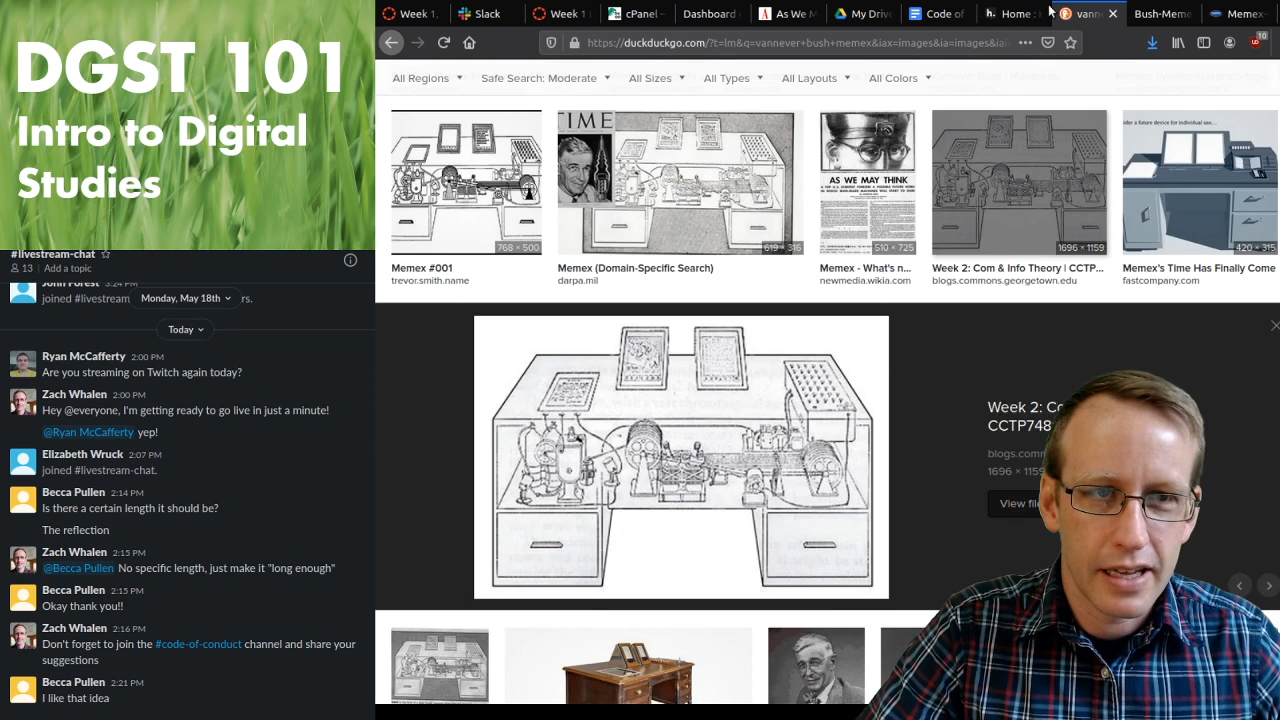 DGST 101
Intro to Digital
Studies
#livestream-chat
13 | Add a topic
John Forest 3:24 PM
joined #livestream
rs.
Monday, May 18th
Today
Ryan McCafferty 2:00 PM
Are you streaming on Twitch again today?
Zach Whalen 2:00 PM
Hey @everyone, I'm getting ready to go live in just a minute!
@Ryan McCafferty yep!
Elizabeth Wruck 2:07 PM
joined #livestream-chat.
Becca Pullen 2:14 PM
Is there a certain length it should be?
The reflection
Zach Whalen 2:15 PM
@Becca Pullen No specific length, just make it "long enough"
Becca Pullen 2:15 PM
Okay thank you!!
Zach Whalen 2:16 PM
Don't forget to join the #code-of-conduct channel and share your
suggestions
Becca Pullen 2:21 PM
I like that idea
Week 1, Slack Week 1 cPanel - Dashboard As We M My Driv Code of Home : vann Bush-Meme Memex-
https://duckduckgo.com/?t=lm&q=vannever+bush+memex&iax=images&ia=images&iai
10
All Regions Safe Search: Moderate All Sizes All Types All Layouts All Colors
TIME
AS WE MAY THINK
768 × 500
619 × 316
510 × 725
1696 × 1159
420 × 315
Memex #001
trevor.smith.name
Memex (Domain-Specific Search)
darpa.mil
Memex - What's n...
newmedia.wikia.com
Week 2: Com & Info Theory | CCTP...
blogs.commons.georgetown.edu
Memex's Time Has Finally Come
fastcompany.com
Week 2: Co
CCTP748
blogs.comm
1696 × 1159
View file